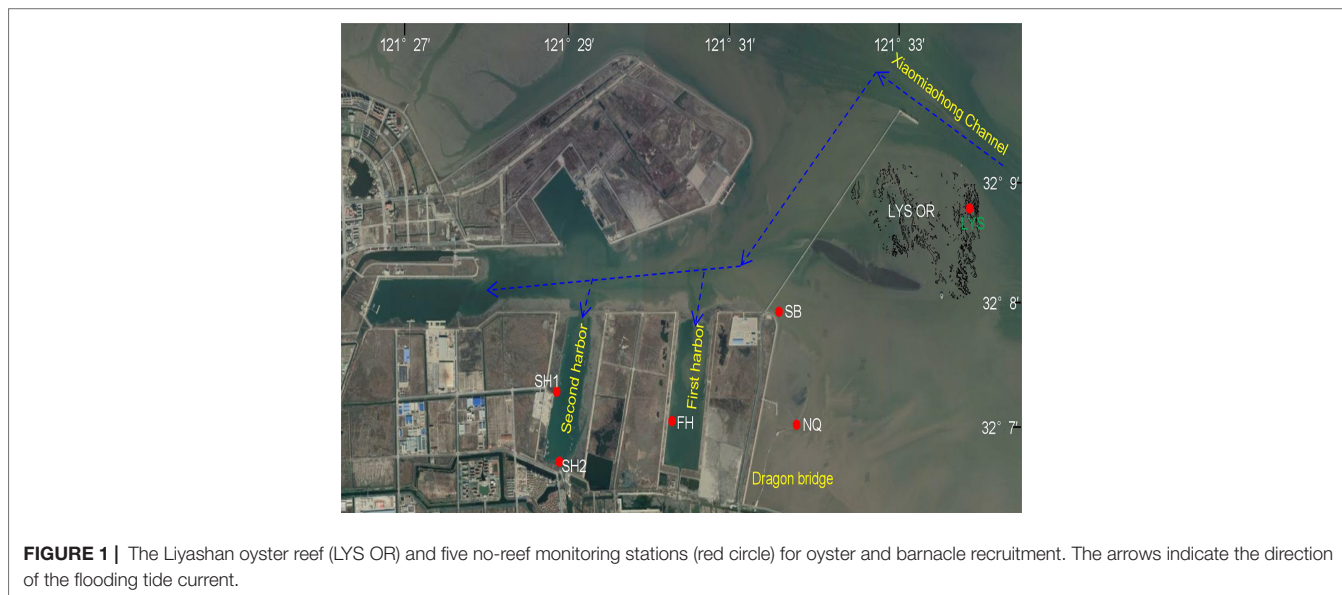 121° 27′ 121° 29′ 121° 31′ 121° 33′
Xiaomiaohong Channel
32° 9′
LYS OR
LYS
32° 8′
SB
Second harbor
First harbor
SH1
FH
NQ
32° 7′
SH2
Dragon bridge
FIGURE 1 | The Liyashan oyster reef (LYS OR) and five no-reef monitoring stations (red circle) for oyster and barnacle recruitment. The arrows indicate the direction
of the flooding tide current.